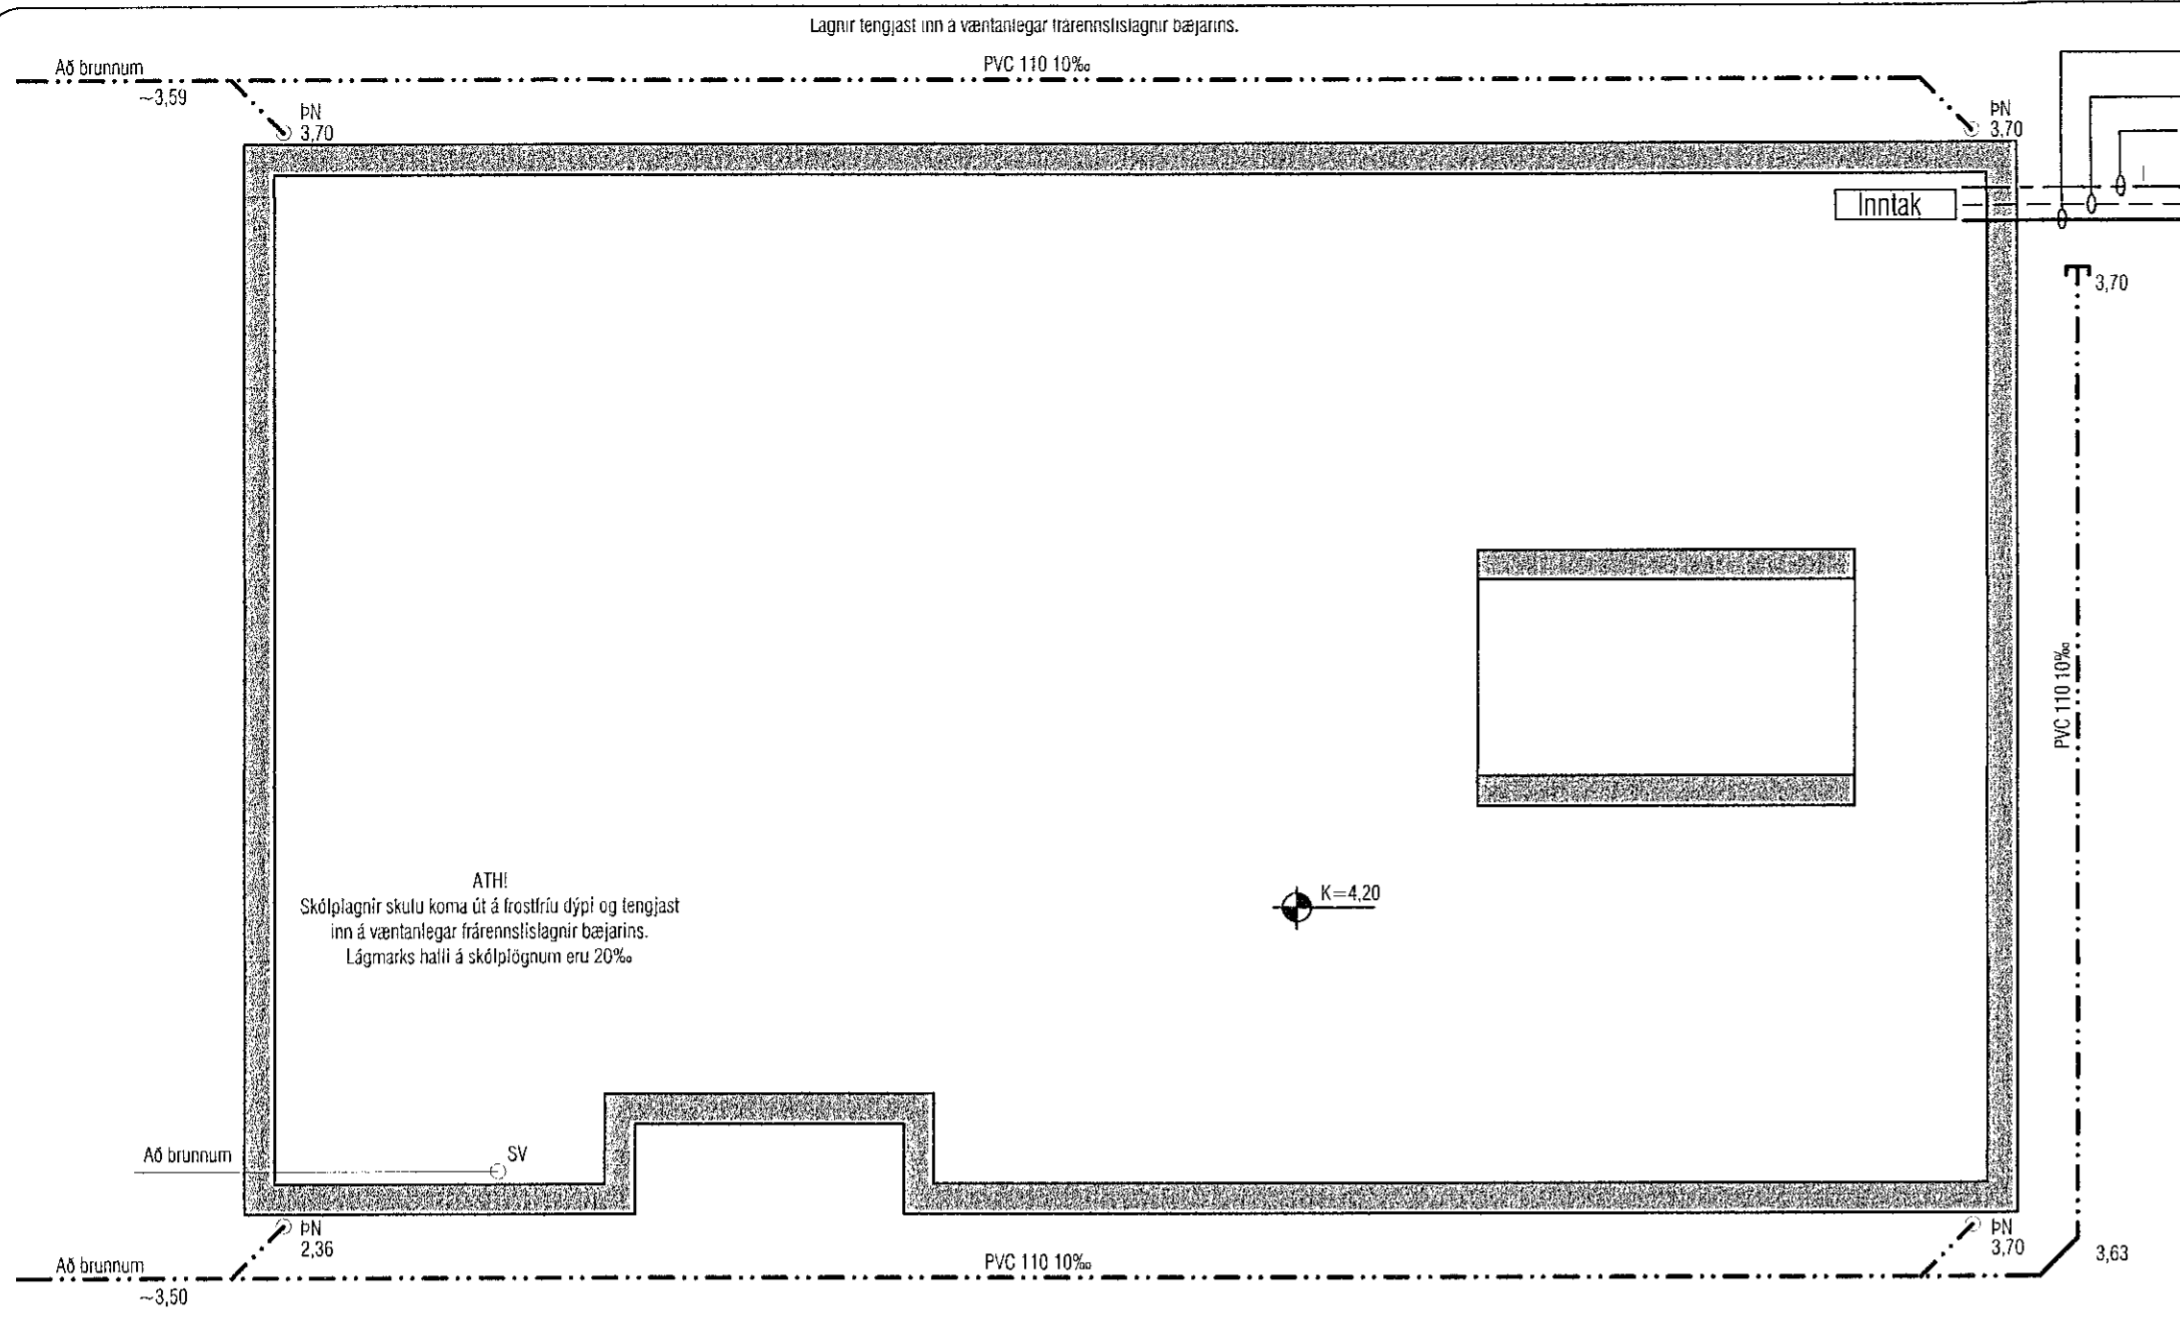 Lagnir tengjast inn á væntanlegar frárennslislagnir bæjarins.
Að brunnum
PVC 110 10‰
~3,59
ÞN
3,70
ÞN
3,70
Inntak
3,70
PVC 110 10‰
ATH!
Skólplagnir skulu koma út á frostfríu dýpi og tengjast
inn á væntanlegar frárennslislagnir bæjarins.
Lágmarks halli á skólplögnum eru 20‰
K=4,20
Að brunnum
SV
ÞN
2,36
ÞN
3,70
Að brunnum
PVC 110 10‰
3,63
~3,50